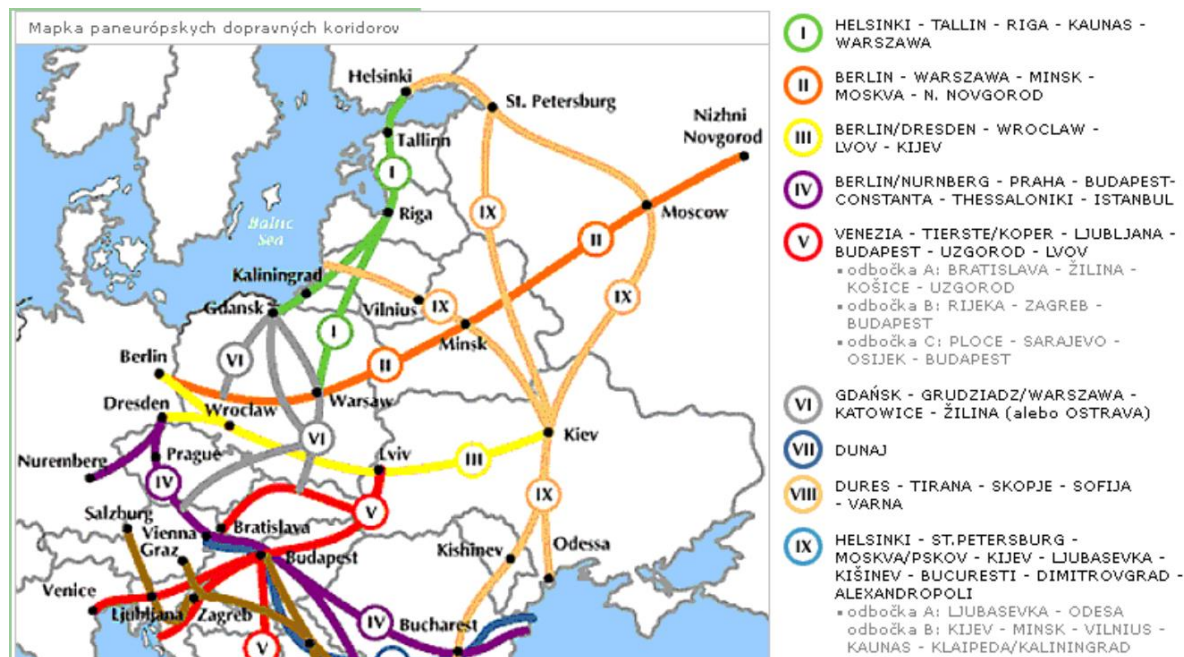 Mapka paneurópskych dopravných koridorov
Helsinki
St. Petersburg
Nizhni
Novgorod
Tallinn
I
IX
Moscow
Riga
Baltic
Sea
II
Kaliningrad
IX
Vilnius
IX
Gdansk
I
Minsk
VI
II
Berlin
Warsaw
Dresden
Wroclaw
VI
Kiev
Prague
Lviv
III
Nuremberg
IV
IX
Salzburg
V
Vienna
Bratislava
Graz
Budapest
Kishinev
Odessa
Venice
Ljubljana
Zagreb
IV
Bucharest
V
I
HELSINKI - TALLIN - RIGA - KAUNAS -
WARSZAWA
II
BERLIN - WARSZAWA - MINSK -
MOSKVA - N. NOVGOROD
III
BERLIN/DRESDEN - WROCLAW -
LVOV - KIJEV
IV
BERLIN/NURNBERG - PRAHA - BUDAPEST-
CONSTANTA - THESSALONIKI - ISTANBUL
V
VENEZIA - TIERSTE/KOPER - LJUBLJANA -
BUDAPEST - UZGOROD - LVOV
▪ odbočka A: BRATISLAVA - ŽILINA -
KOŠICE - UZGOROD
▪ odbočka B: RIJEKA - ZAGREB -
BUDAPEST
▪ odbočka C: PLOCE - SARAJEVO -
OSIJEK - BUDAPEST
VI
GDAŃSK - GRUDZIADZ/WARSZAWA -
KATOWICE - ŽILINA (alebo OSTRAVA)
VII
DUNAJ
VIII
DURES - TIRANA - SKOPJE - SOFIJA
- VARNA
IX
HELSINKI - ST.PETERSBURG -
MOSKVA/PSKOV - KIJEV - LJUBASEVKA -
KIŠINEV - BUCURESTI - DIMITROVGRAD -
ALEXANDROPOLI
▪ odbočka A: LJUBASEVKA - ODESA
odbočka B: KIJEV - MINSK - VILNIUS -
KAUNAS - KLAIPEDA/KALININGRAD